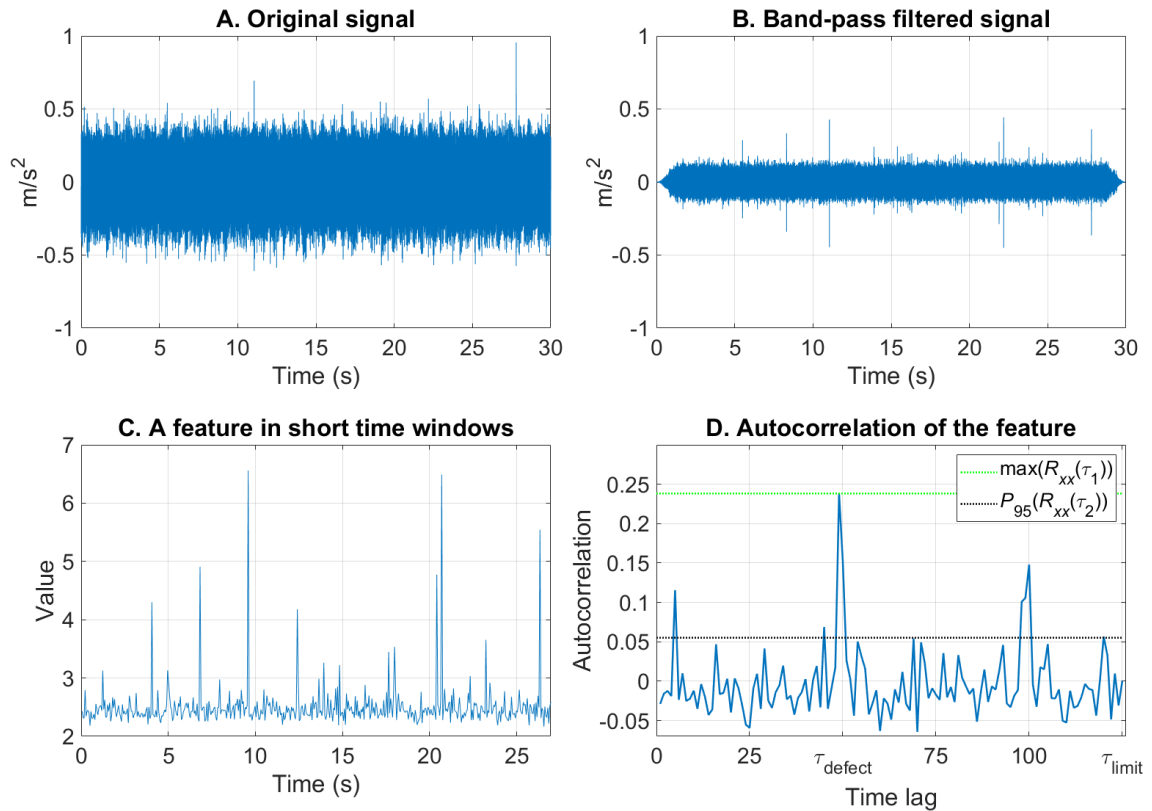 A. Original signal
1
0.5
0
-0.5
-1
m/s²
0 5 10 15 20 25 30
Time (s)
B. Band-pass filtered signal
1
0.5
0
-0.5
-1
m/s²
0 5 10 15 20 25 30
Time (s)
C. A feature in short time windows
7
6
5
4
3
2
Value
5 10 15 20 25
Time (s)
D. Autocorrelation of the feature
max(Rxx(τ1))
P95(Rxx(τ2))
0.25
0.2
0.15
0.1
0.05
0
-0.05
Autocorrelation
0 25 τdefect 75 100 τlimit
Time lag